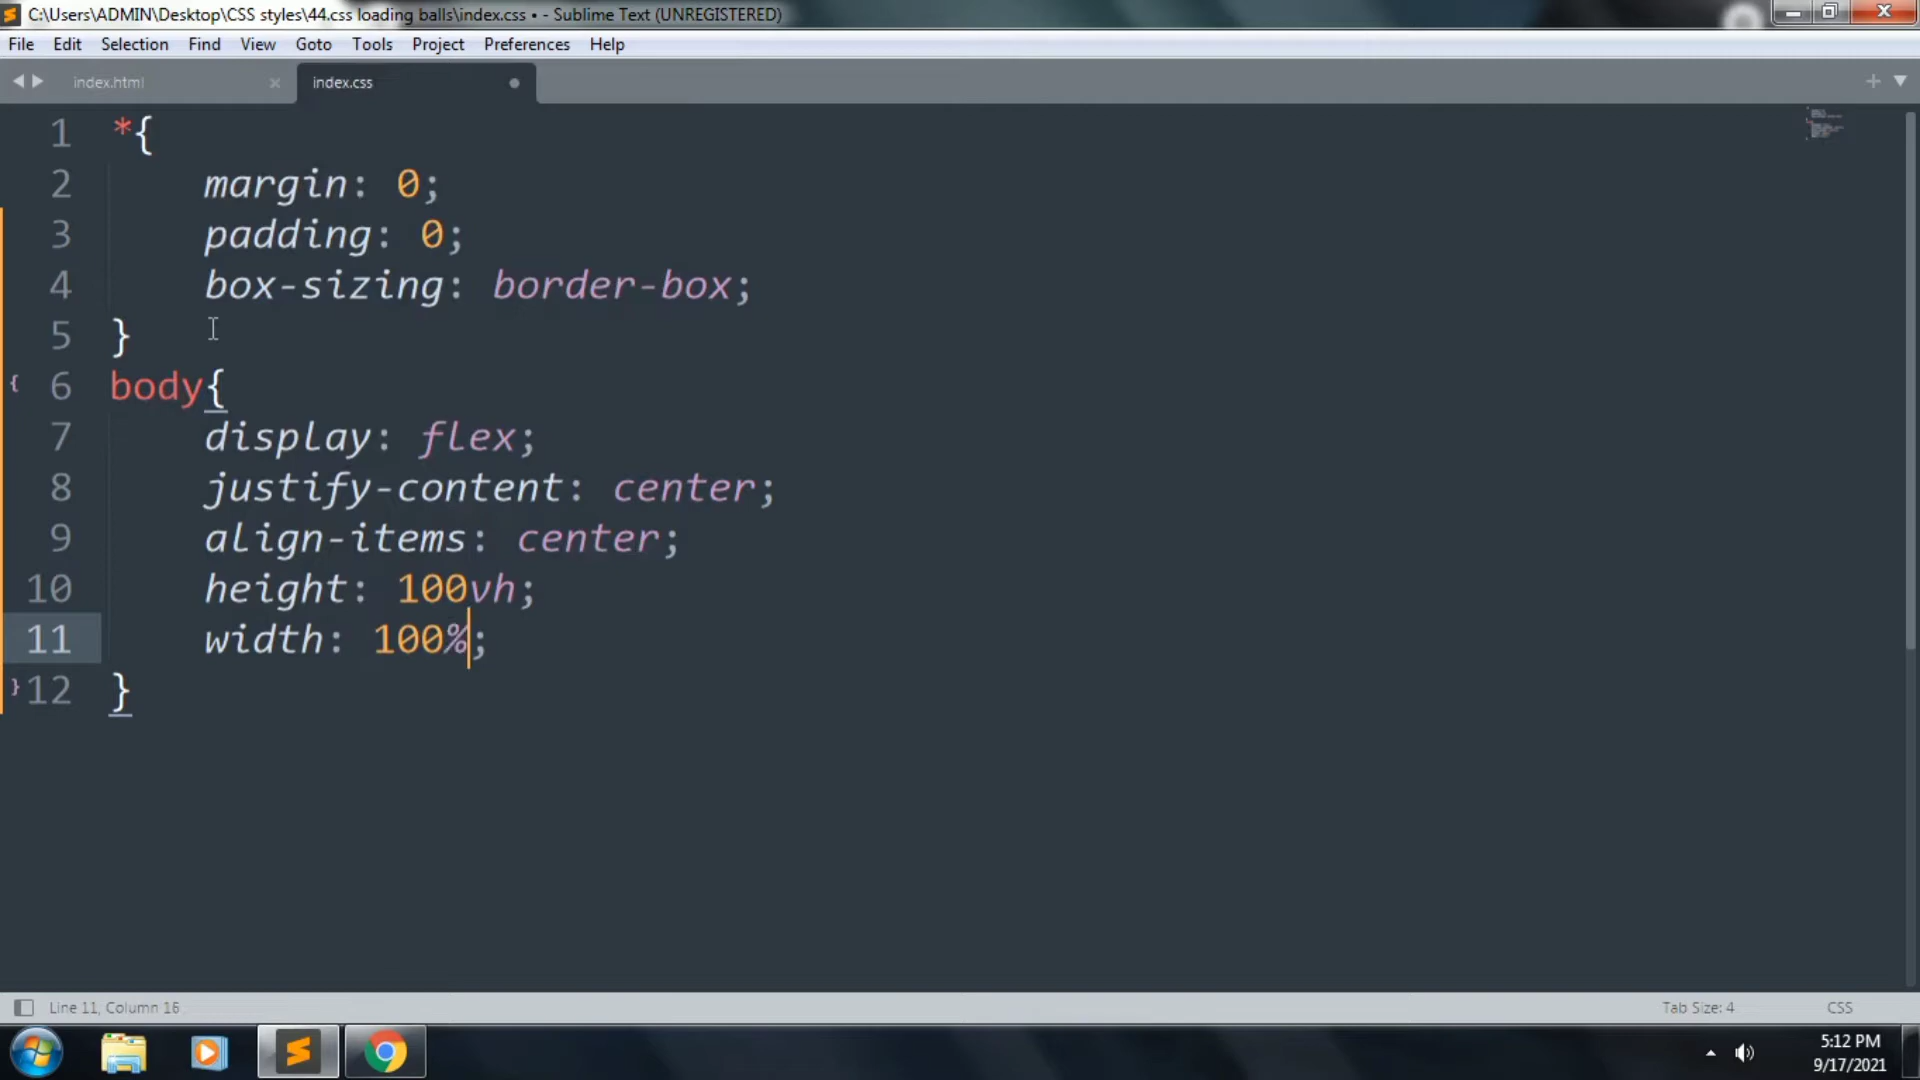 C:\Users\ADMIN\Desktop\CSS styles\44.css loading balls\index.css • - Sublime Text (UNREGISTERED)
File Edit Selection Find View Goto Tools Project Preferences Help
index.html × index.css
1 *{
2 margin: 0;
3 padding: 0;
4 box-sizing: border-box;
5 }
{ 6 body{
7 display: flex;
8 justify-content: center;
9 align-items: center;
10 height: 100vh;
11 width: 100%;
} 12 }
Line 11, Column 16 Tab Size: 4 CSS
5:12 PM
9/17/2021